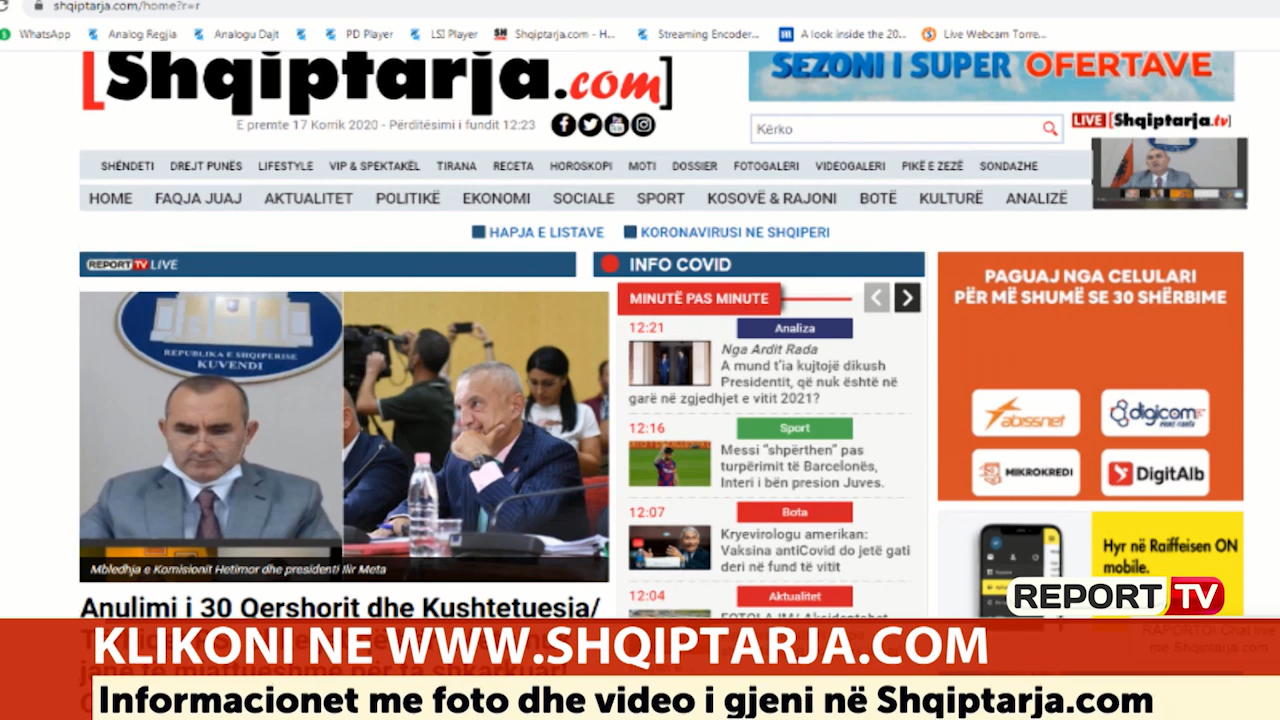 shqiptarja.com/home?r=r
WhatsApp Analog Regjia Analogu Dajt PD Player LSI Player Shqiptarja.com - H... Streaming Encoder... A look inside the 20... Live Webcam Torre...
[Shqiptarja.com]
SEZONI I SUPER OFERTAVE
E premte 17 Korrik 2020 - Përditësimi i fundit 12:23
Kërko
LIVE [Shqiptarja.tv]
SHËNDETI DREJT PUNËS LIFESTYLE VIP & SPEKTAKËL TIRANA RECETA HOROSKOPI MOTI DOSSIER FOTOGALERI VIDEOGALERI PIKË E ZEZË SONDAZHE
HOME FAQJA JUAJ AKTUALITET POLITIKË EKONOMI SOCIALE SPORT KOSOVË & RAJONI BOTË KULTURË ANALIZË
HAPJA E LISTAVE KORONAVIRUSI NË SHQIPËRI
REPORT TV LIVE
REPUBLIKA E SHQIPERISE
KUVENDI
Mbledhja e Komisionit Hetimor dhe presidenti Ilir Meta
Anulimi i 30 Qershorit dhe Kushtetuesja/
INFO COVID
MINUTË PAS MINUTE
12:21 Analiza
Nga Ardit Rada
A mund t'ia kujtojë dikush
Presidentit, që nuk është në
garë në zgjedhjet e vitit 2021?
12:16 Sport
Messi "shpërthen" pas
turpërimit të Barcelonës,
Interi i bën presion Juves.
12:07 Bota
Kryevirologu amerikan:
Vaksina antiCovid do jetë gati
deri në fund të vitit
12:04 Aktualitet
PAGUAJ NGA CELULARI
PËR MË SHUMË SE 30 SHËRBIME
abissnet
digicom
MIKROKREDI
DigitAlb
Hyr në Raiffeisen ON
mobile.
REPORT TV
KLIKONI NE WWW.SHQIPTARJA.COM
Informacionet me foto dhe video i gjeni në Shqiptarja.com